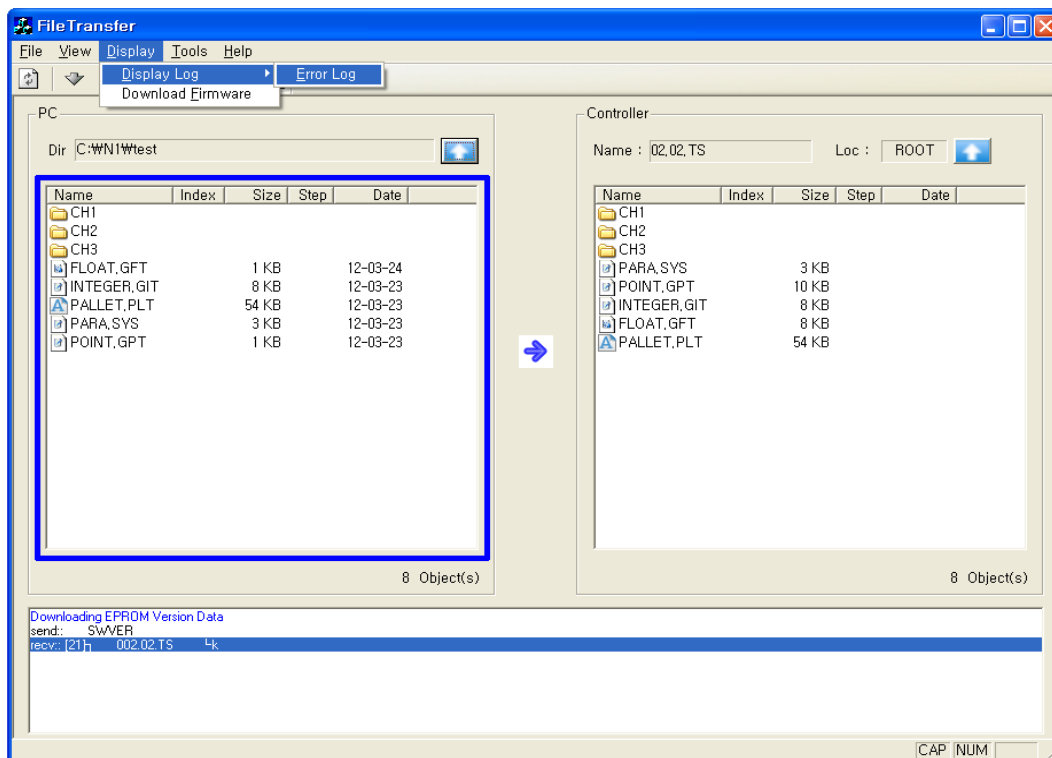 FileTransfer
File View Display Tools Help
Display Log Error Log
Download Firmware
PC
Dir C:₩N1₩test
Name Index Size Step Date
CH1
CH2
CH3
FLOAT,GFT 1 KB 12-03-24
INTEGER,GIT 8 KB 12-03-23
PALLET,PLT 54 KB 12-03-23
PARA,SYS 3 KB 12-03-23
POINT,GPT 1 KB 12-03-23
8 Object(s)
Controller
Name : 02,02,TS Loc : ROOT
Name Index Size Step Date
CH1
CH2
CH3
PARA,SYS 3 KB
POINT,GPT 10 KB
INTEGER,GIT 8 KB
FLOAT,GFT 8 KB
PALLET,PLT 54 KB
8 Object(s)
Downloading EPROM Version Data
send:: SWVER
recv:: [21]┐ 002.02.TS └k
CAP NUM